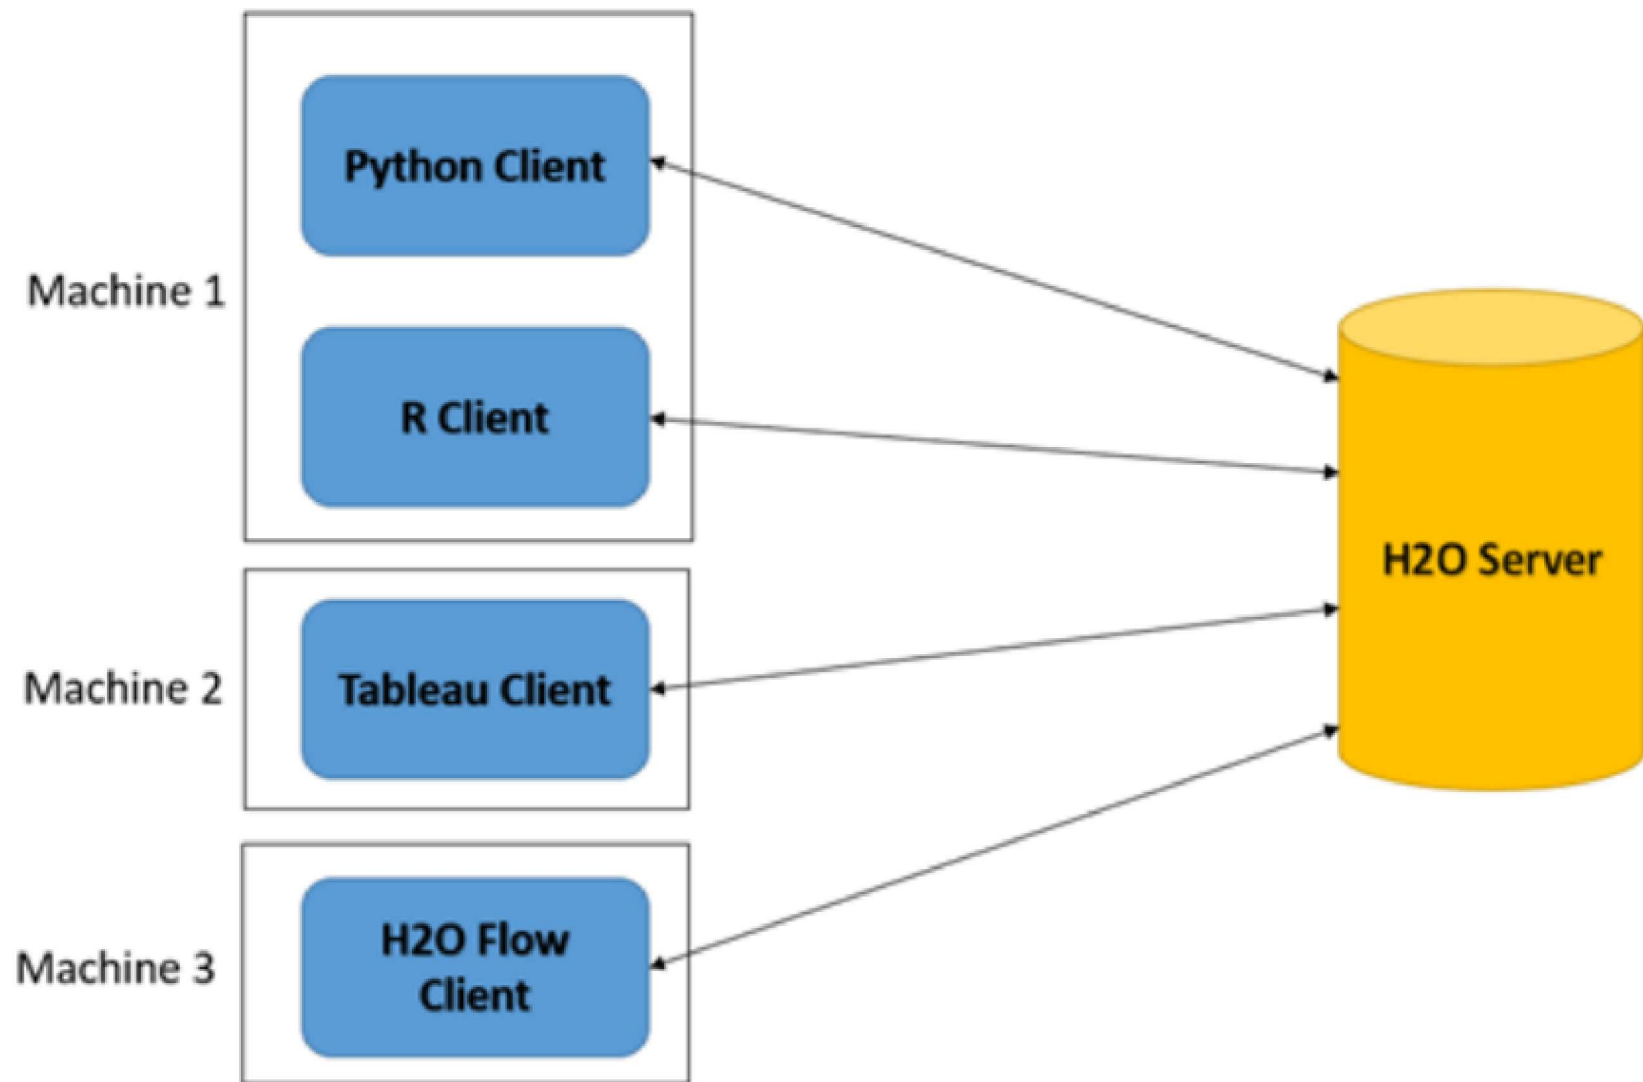 Machine 1
Python Client
R Client
Machine 2
Tableau Client
Machine 3
H2O Flow
Client
H2O Server